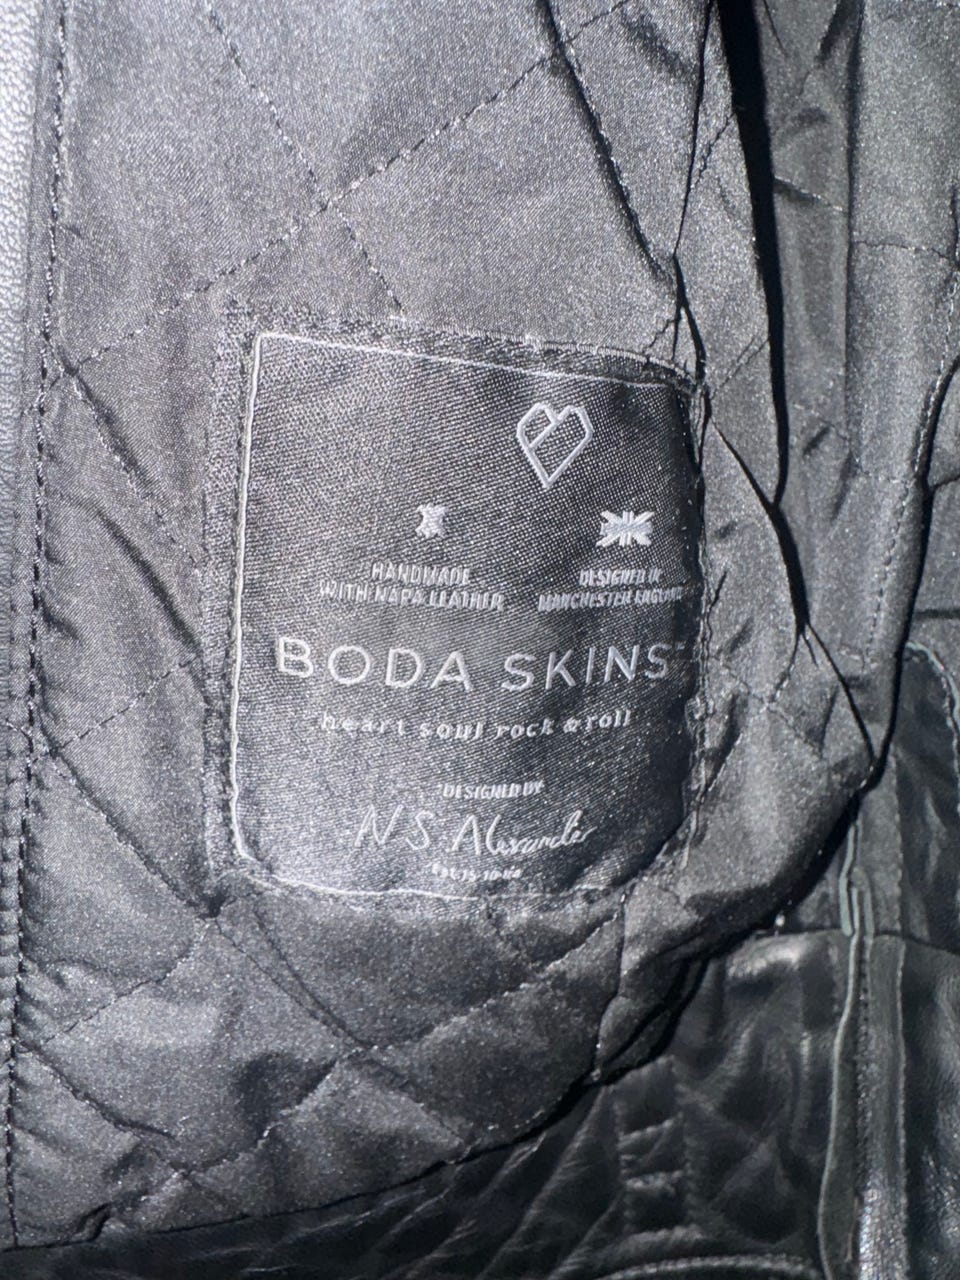 HANDMADE
WITH NAPA LEATHER
DESIGNED IN
MANCHESTER ENGLAND
BODA SKINS
heart soul rock & roll
DESIGNED BY
N S Alexander